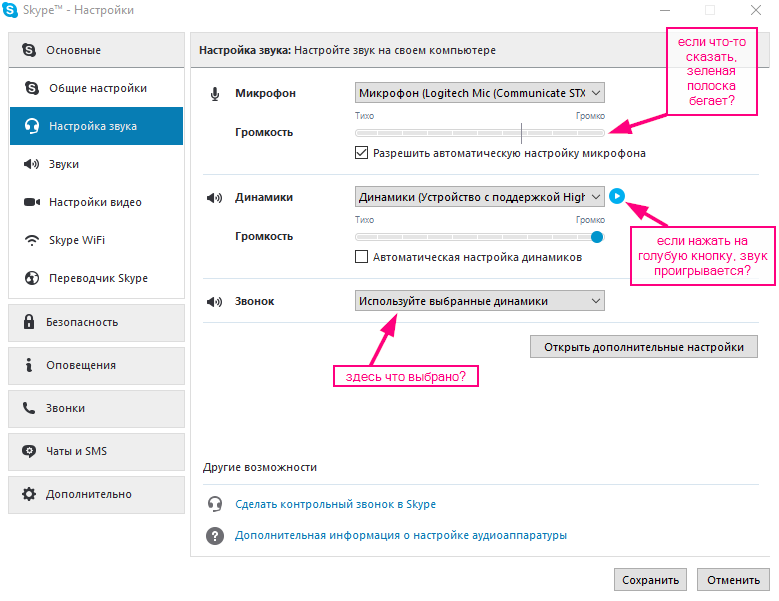 Skype™ - Настройки
Основные
Общие настройки
Настройка звука
Звуки
Настройки видео
Skype WiFi
Переводчик Skype
Безопасность
Оповещения
Звонки
Чаты и SMS
Дополнительно
Настройка звука: Настройте звук на своем компьютере
если что-то
сказать,
зеленая
полоска
бегает?
Микрофон
Микрофон (Logitech Mic (Communicate STX
Тихо
Громко
Громкость
Разрешить автоматическую настройку микрофона
Динамики
Динамики (Устройство с поддержкой High
Тихо
Громко
Громкость
Автоматическая настройка динамиков
если нажать на
голубую кнопку, звук
проигрывается?
Звонок
Используйте выбранные динамики
Открыть дополнительные настройки
здесь что выбрано?
Другие возможности
Сделать контрольный звонок в Skype
Дополнительная информация о настройке аудиоаппаратуры
Сохранить
Отменить